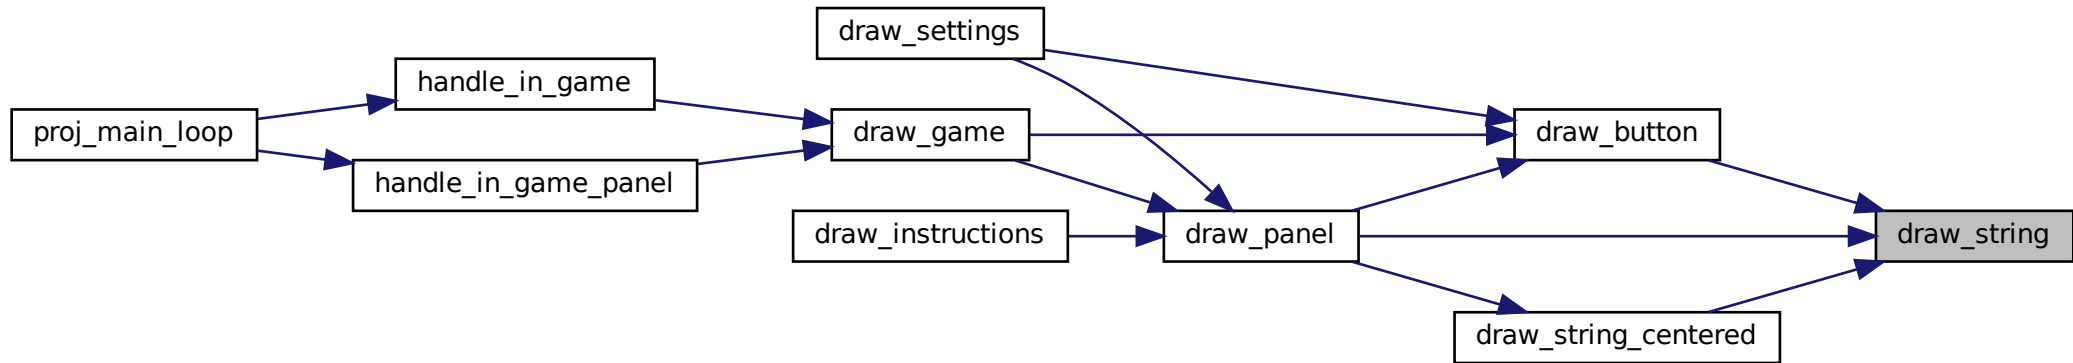 draw_settings
handle_in_game
proj_main_loop
draw_game
draw_button
handle_in_game_panel
draw_instructions
draw_panel
draw_string
draw_string_centered